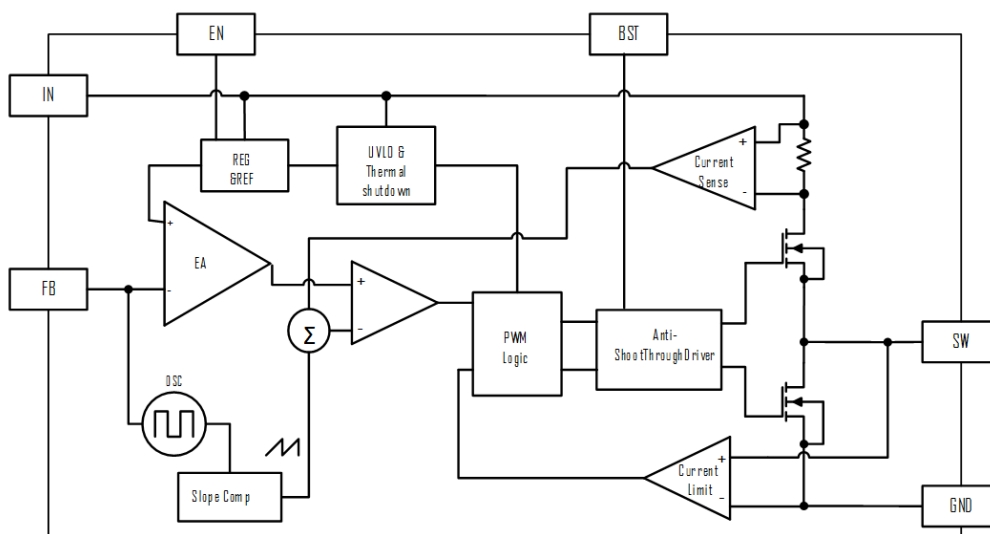 EN
BST
IN
REG
&REF
UVLO &
Thermal
shutdown
+
Current
Sense
-
+
EA
-
FB
+
-
Σ
PWM
Logic
Anti-
ShootThroughDriver
SW
OSC
Slope Comp
+
Current
Limit
-
GND